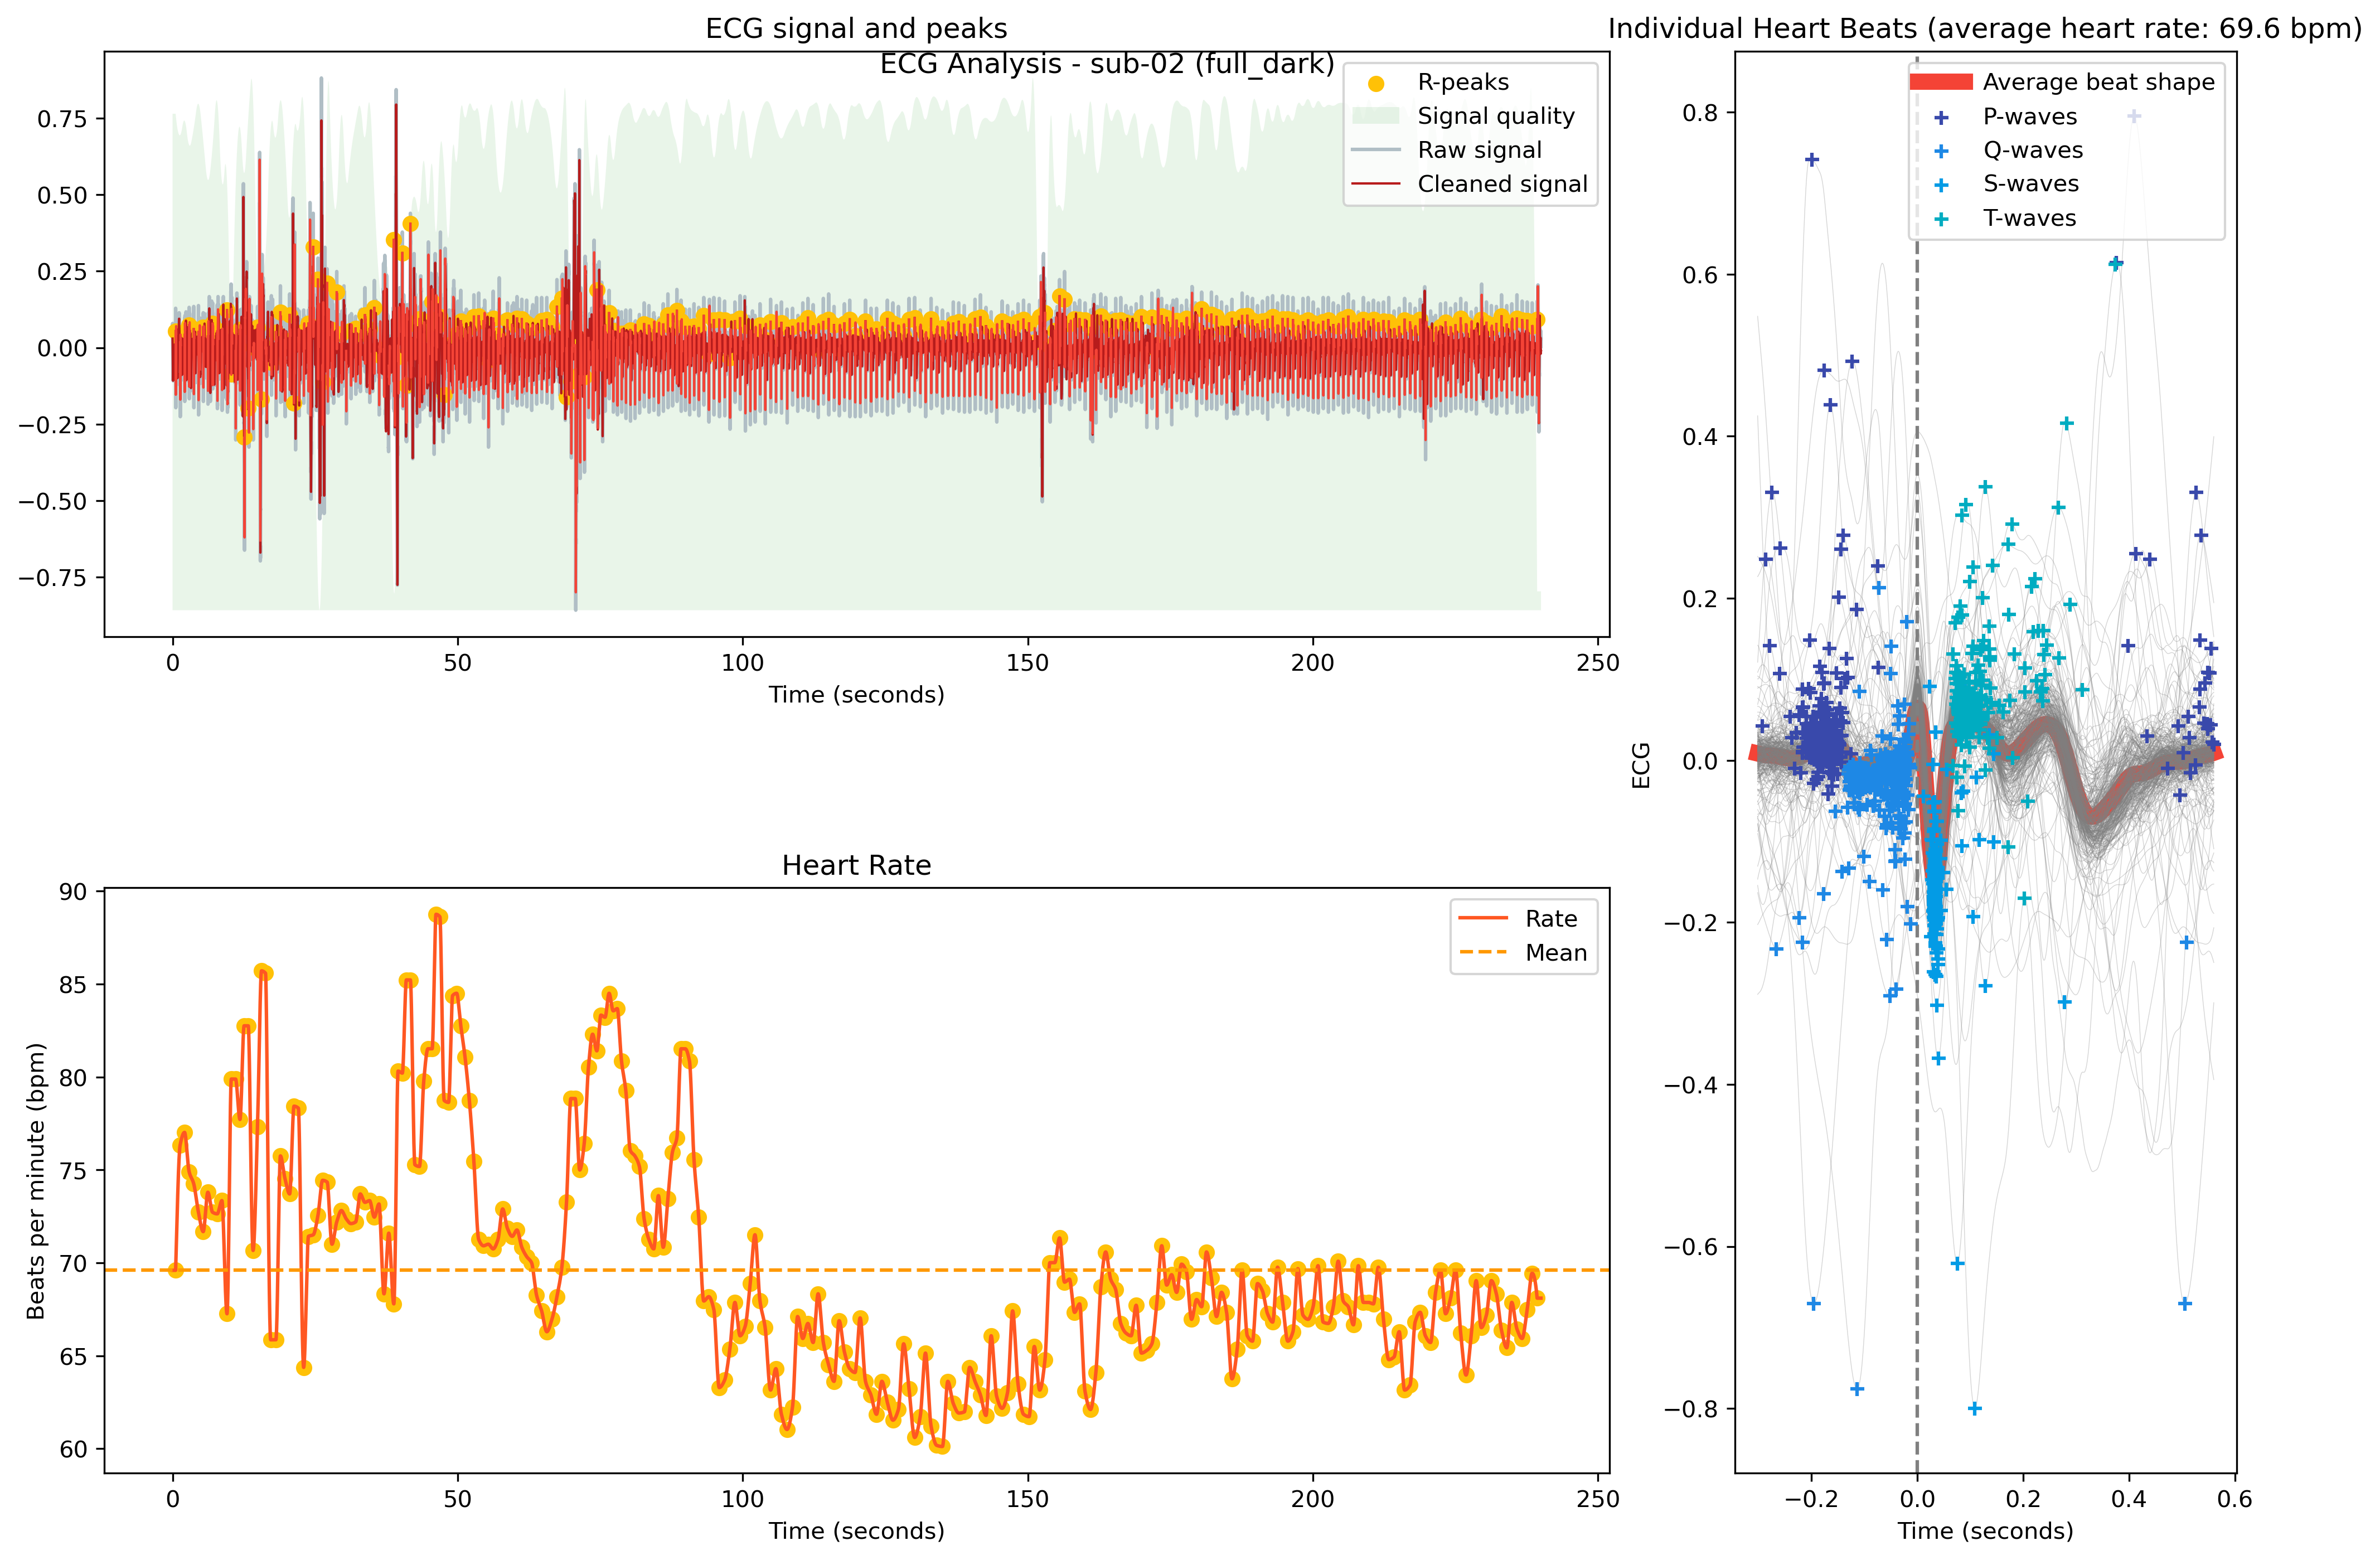 ECG signal and peaks
ECG Analysis - sub-02 (full_dark)
R-peaks
Signal quality
Raw signal
Cleaned signal
0.75
0.50
0.25
0.00
−0.25
−0.50
−0.75
0 50 100 150 200 250
Time (seconds)
Heart Rate
Rate
Mean
Beats per minute (bpm)
90
85
80
75
70
65
60
0 50 100 150 200 250
Time (seconds)
Individual Heart Beats (average heart rate: 69.6 bpm)
Average beat shape
P-waves
Q-waves
S-waves
T-waves
ECG
0.8
0.6
0.4
0.2
0.0
−0.2
−0.4
−0.6
−0.8
−0.2 0.0 0.2 0.4 0.6
Time (seconds)